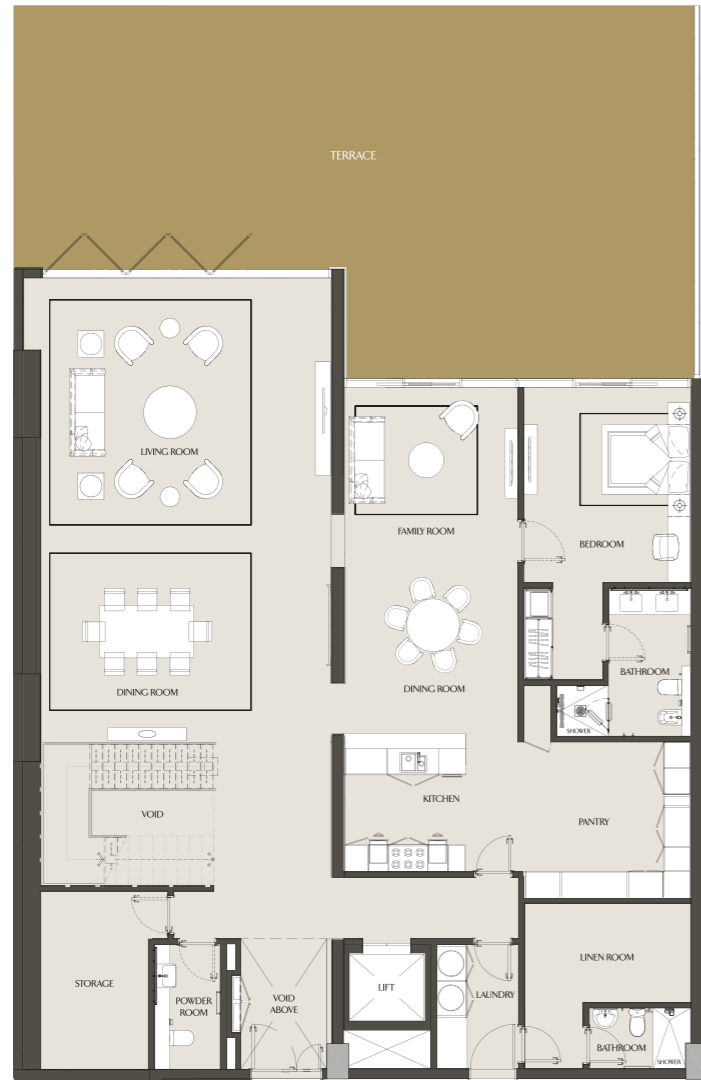 TERRACE
LIVING ROOM
FAMILY ROOM
BEDROOM
DINING ROOM
DINING ROOM
BATHROOM
SHOWER
VOID
KITCHEN
PANTRY
STORAGE
POWDER
ROOM
VOID
ABOVE
LIFT
LAUNDRY
LINEN ROOM
BATHROOM
SHOWER